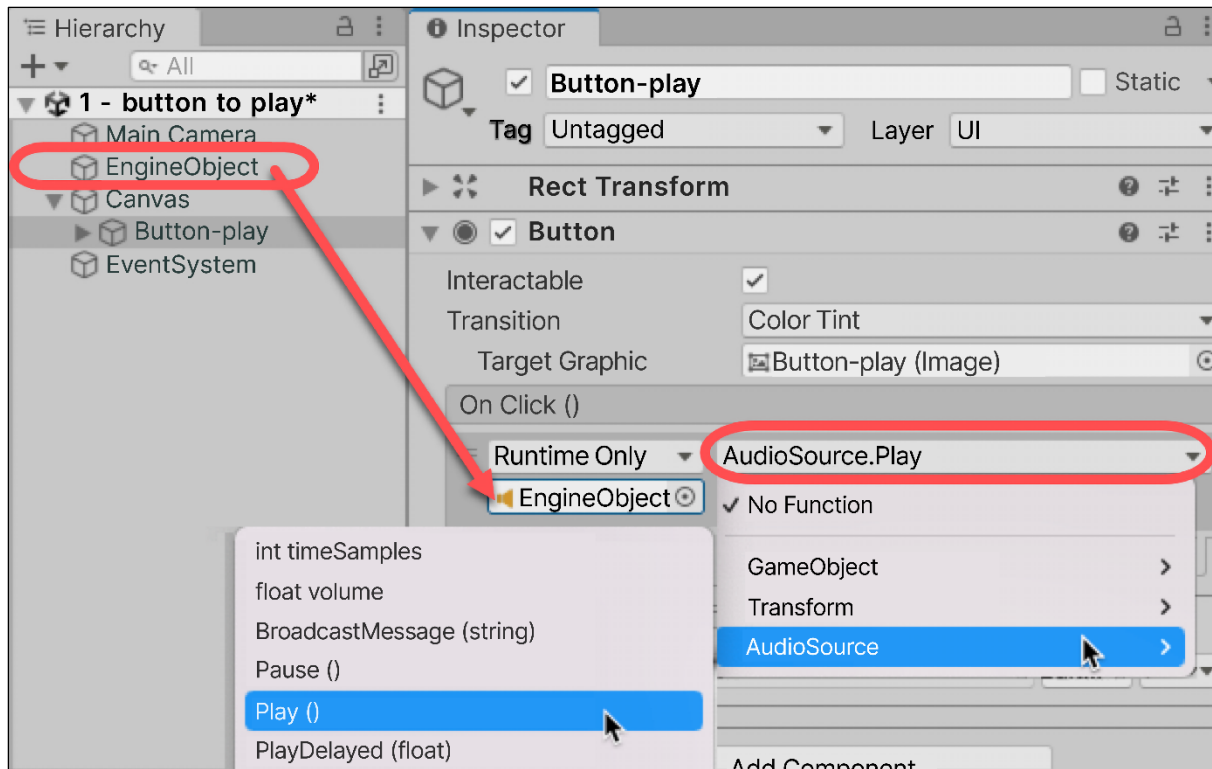 Hierarchy
All
1 - button to play*
Main Camera
EngineObject
Canvas
Button-play
EventSystem
Inspector
Button-play
Static
Tag Untagged Layer UI
Rect Transform
Button
Interactable
Transition Color Tint
Target Graphic Button-play (Image)
On Click ()
Runtime Only AudioSource.Play
EngineObject
No Function
GameObject
Transform
AudioSource
int timeSamples
float volume
BroadcastMessage (string)
Pause ()
Play ()
PlayDelayed (float)
Add Component